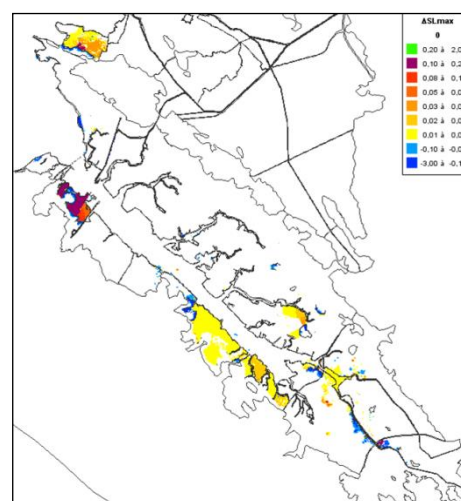 ΔSLmax
0
0,20 à 2,0
0,10 à 0,2
0,08 à 0,1
0,05 à 0,0
0,03 à 0,0
0,02 à 0,0
0,01 à 0,0
-0,10 à -0,0
-3,00 à -0,1